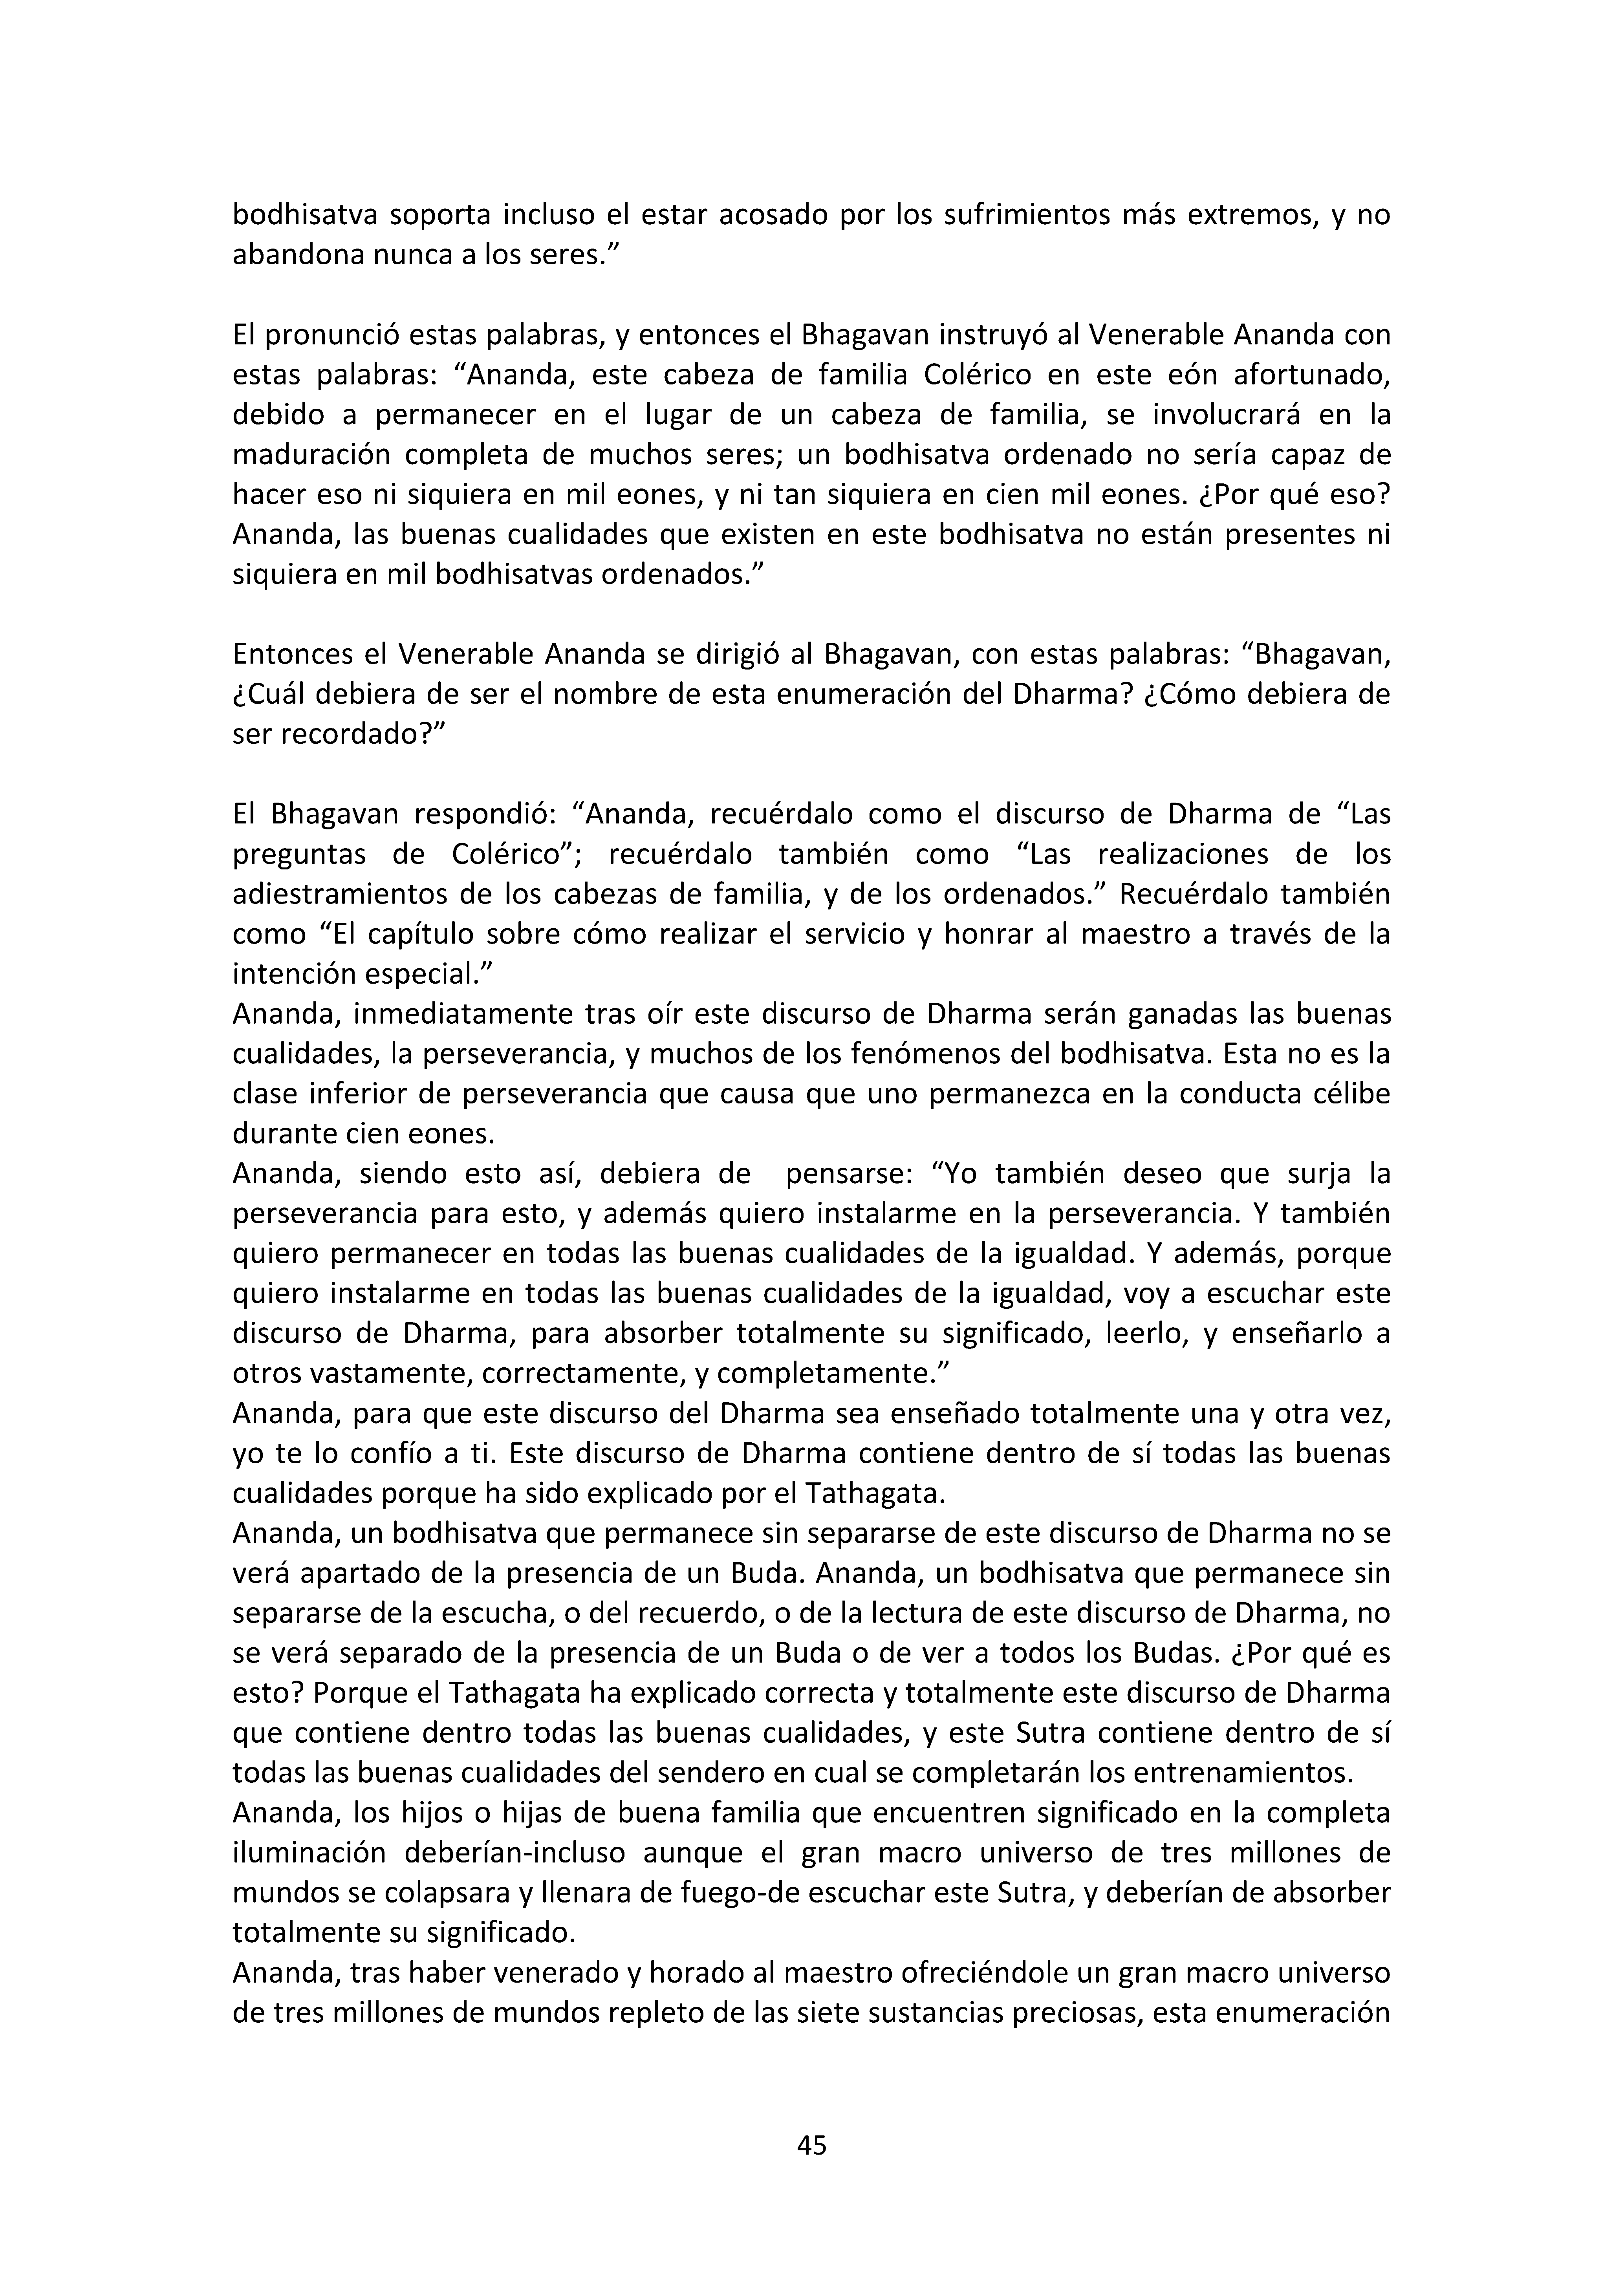 bodhisatva soporta incluso el estar acosado por los sufrimientos más extremos, y no
abandona nunca a los seres.”
El pronunció estas palabras, y entonces el Bhagavan instruyó al Venerable Ananda con
estas palabras: “Ananda, este cabeza de familia Colérico en este eón afortunado,
debido a permanecer en el lugar de un cabeza de familia, se involucrará en la
maduración completa de muchos seres; un bodhisatva ordenado no sería capaz de
hacer eso ni siquiera en mil eones, y ni tan siquiera en cien mil eones. ¿Por qué eso?
Ananda, las buenas cualidades que existen en este bodhisatva no están presentes ni
siquiera en mil bodhisatvas ordenados.”
Entonces el Venerable Ananda se dirigió al Bhagavan, con estas palabras: “Bhagavan,
¿Cuál debiera de ser el nombre de esta enumeración del Dharma? ¿Cómo debiera de
ser recordado?”
El Bhagavan respondió: “Ananda, recuérdalo como el discurso de Dharma de “Las
preguntas de Colérico”; recuérdalo también como “Las realizaciones de los
adiestramientos de los cabezas de familia, y de los ordenados.” Recuérdalo también
como “El capítulo sobre cómo realizar el servicio y honrar al maestro a través de la
intención especial.”
Ananda, inmediatamente tras oír este discurso de Dharma serán ganadas las buenas
cualidades, la perseverancia, y muchos de los fenómenos del bodhisatva. Esta no es la
clase inferior de perseverancia que causa que uno permanezca en la conducta célibe
durante cien eones.
Ananda, siendo esto así, debiera de  pensarse: “Yo también deseo que surja la
perseverancia para esto, y además quiero instalarme en la perseverancia. Y también
quiero permanecer en todas las buenas cualidades de la igualdad. Y además, porque
quiero instalarme en todas las buenas cualidades de la igualdad, voy a escuchar este
discurso de Dharma, para absorber totalmente su significado, leerlo, y enseñarlo a
otros vastamente, correctamente, y completamente.”
Ananda, para que este discurso del Dharma sea enseñado totalmente una y otra vez,
yo te lo confío a ti. Este discurso de Dharma contiene dentro de sí todas las buenas
cualidades porque ha sido explicado por el Tathagata.
Ananda, un bodhisatva que permanece sin separarse de este discurso de Dharma no se
verá apartado de la presencia de un Buda. Ananda, un bodhisatva que permanece sin
separarse de la escucha, o del recuerdo, o de la lectura de este discurso de Dharma, no
se verá separado de la presencia de un Buda o de ver a todos los Budas. ¿Por qué es
esto? Porque el Tathagata ha explicado correcta y totalmente este discurso de Dharma
que contiene dentro todas las buenas cualidades, y este Sutra contiene dentro de sí
todas las buenas cualidades del sendero en cual se completarán los entrenamientos.
Ananda, los hijos o hijas de buena familia que encuentren significado en la completa
iluminación deberían-incluso aunque el gran macro universo de tres millones de
mundos se colapsara y llenara de fuego-de escuchar este Sutra, y deberían de absorber
totalmente su significado.
Ananda, tras haber venerado y horado al maestro ofreciéndole un gran macro universo
de tres millones de mundos repleto de las siete sustancias preciosas, esta enumeración
45